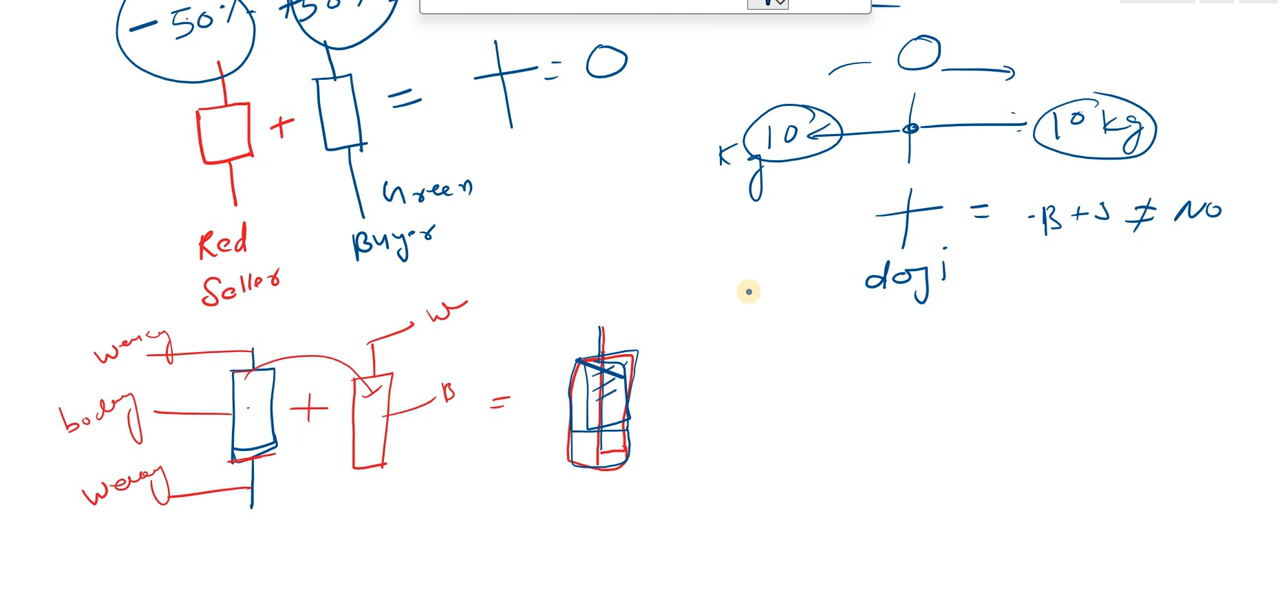 - 50% +50%
+ = + = 0
0
Kg 10 10 kg
Green
Buyer
Red
Seller
+ = -B + S ≠ NO
doji
body
+ B =